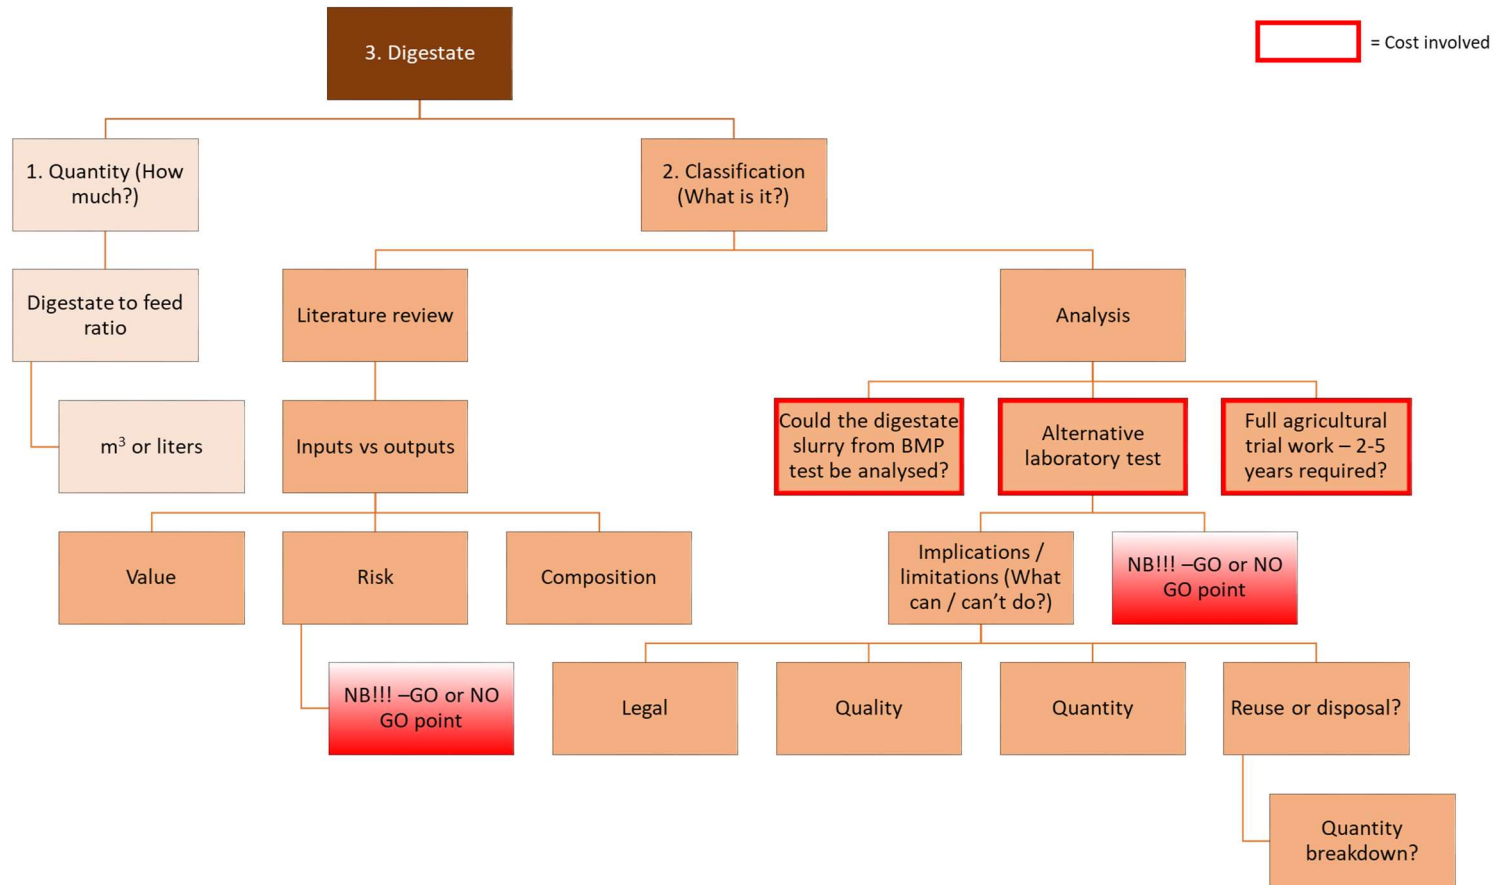 3. Digestate
= Cost involved
1. Quantity (How
much?)
2. Classification
(What is it?)
Digestate to feed
ratio
Literature review
Analysis
m³ or liters
Inputs vs outputs
Could the digestate
slurry from BMP
test be analysed?
Alternative
laboratory test
Full agricultural
trial work – 2-5
years required?
Value
Risk
Composition
Implications /
limitations (What
can / can’t do?)
NB!!! –GO or NO
GO point
NB!!! –GO or NO
GO point
Legal
Quality
Quantity
Reuse or disposal?
Quantity
breakdown?